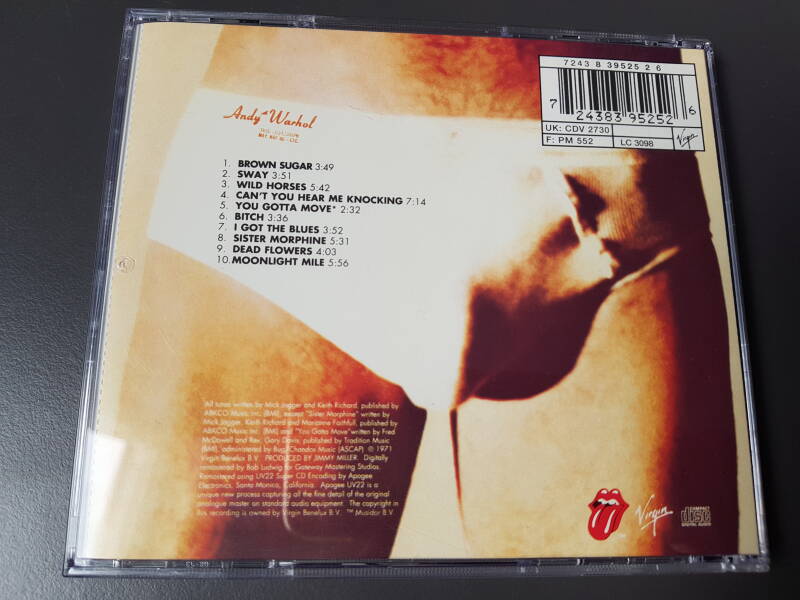 7243 8 39525 2 6
7 24383 95252 6
UK: CDV 2730
F: PM 552
LC 3098
Virgin
Andy Warhol
1. BROWN SUGAR 3:49
2. SWAY 3:51
3. WILD HORSES 5:42
4. CAN'T YOU HEAR ME KNOCKING 7:14
5. YOU GOTTA MOVE* 2:32
6. BITCH 3:36
7. I GOT THE BLUES 3:52
8. SISTER MORPHINE 5:31
9. DEAD FLOWERS 4:03
10. MOONLIGHT MILE 5:56
All tunes written by Mick Jagger and Keith Richard, published by
ABKCO Music Inc. (BMI), except "Sister Morphine" written by
Mick Jagger, Keith Richard and Marianne Faithfull, published by
ABKCO Music Inc. (BMI) and "You Gotta Move" written by Fred
McDowell and Rev. Gary Davis, published by Tradition Music
(BMI), administered by Bug/Chandos Music (ASCAP) ℗ 1971
Virgin Benelux B.V. PRODUCED BY JIMMY MILLER. Digitally
remastered by Bob Ludwig for Gateway Mastering Studios.
Remastered using UV22 Super CD Encoding by Apogee
Electronics, Santa Monica, California. Apogee UV22 is a
unique new process capturing all the fine detail of the original
analogue master on standard audio equipment. The copyright in
this recording is owned by Virgin Benelux B.V. ™ Musidor B.V.
Virgin
COMPACT
disc
DIGITAL AUDIO